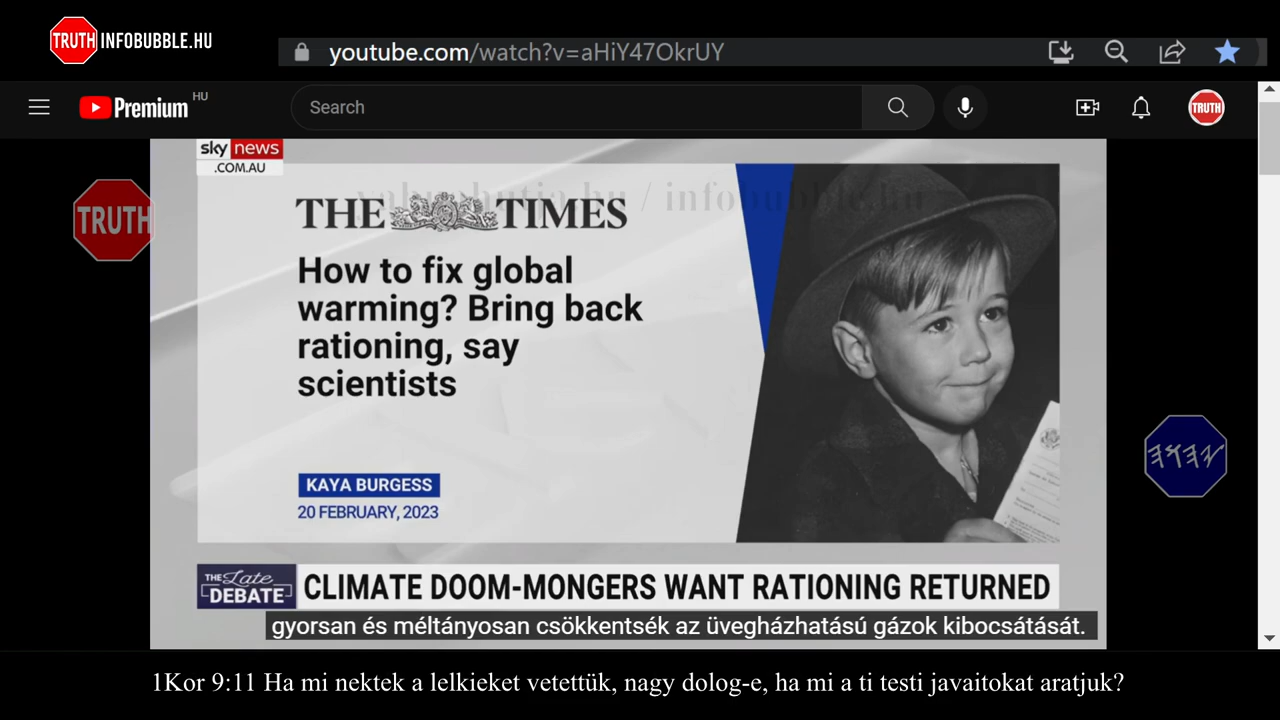 TRUTH INFOBUBBLE.HU
youtube.com/watch?v=aHiY47OkrUY
Premium HU
Search
TRUTH
sky news
.COM.AU
/ infobubble.hu
THE TIMES
TRUTH
How to fix global
warming? Bring back
rationing, say
scientists
𐤉𐤄𐤅𐤄
KAYA BURGESS
20 FEBRUARY, 2023
THE Late DEBATE
CLIMATE DOOM-MONGERS WANT RATIONING RETURNED
gyorsan és méltányosan csökkentsék az üvegházhatású gázok kibocsátását.
1Kor 9:11 Ha mi nektek a lelkieket vetettük, nagy dolog-e, ha mi a ti testi javaitokat aratjuk?